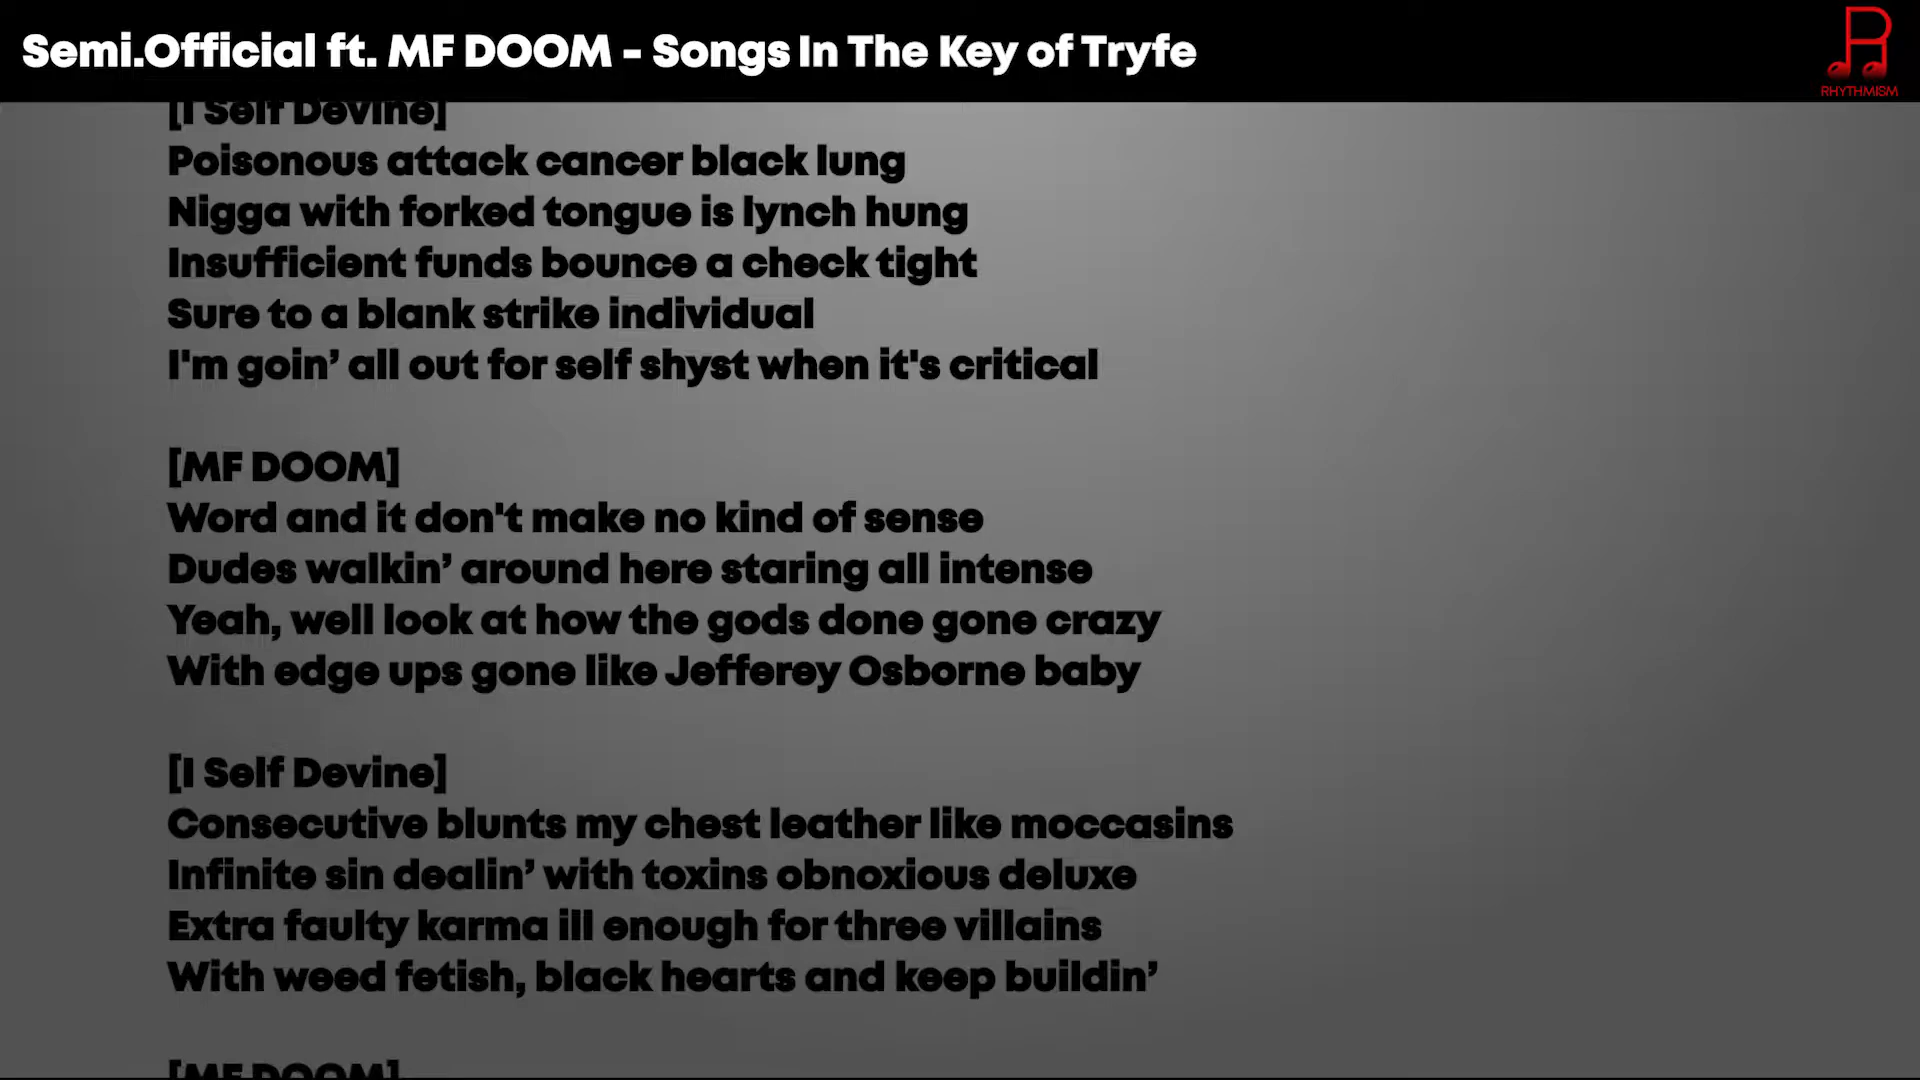 Semi.Official ft. MF DOOM - Songs In The Key of Tryfe
RHYTHMISM
[I Self Devine]
Poisonous attack cancer black lung
Nigga with forked tongue is lynch hung
Insufficient funds bounce a check tight
Sure to a blank strike individual
I'm goin’ all out for self shyst when it's critical
[MF DOOM]
Word and it don't make no kind of sense
Dudes walkin’ around here staring all intense
Yeah, well look at how the gods done gone crazy
With edge ups gone like Jefferey Osborne baby
[I Self Devine]
Consecutive blunts my chest leather like moccasins
Infinite sin dealin’ with toxins obnoxious deluxe
Extra faulty karma ill enough for three villains
With weed fetish, black hearts and keep buildin’
[MF DOOM]